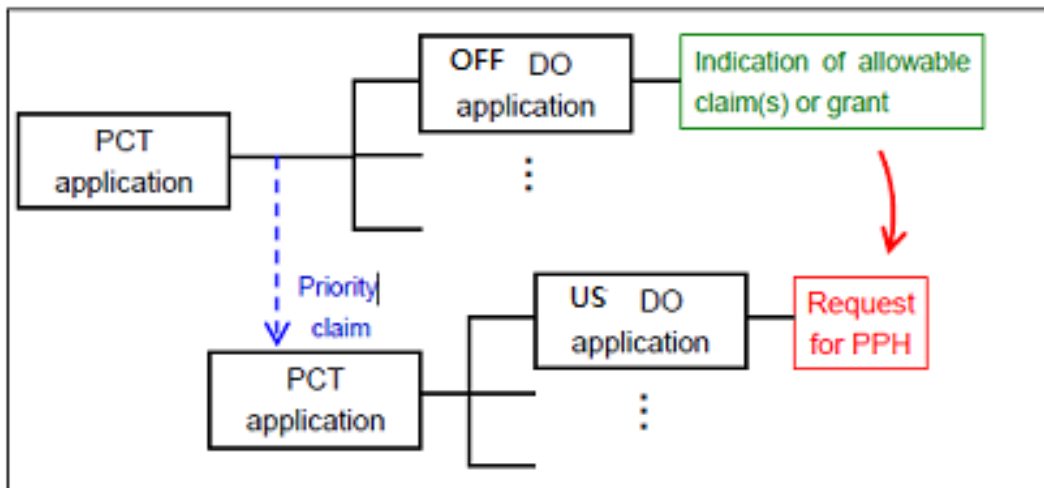 OFF DO
application
Indication of allowable
claim(s) or grant
PCT
application
Priority
claim
US DO
application
Request
for PPH
PCT
application